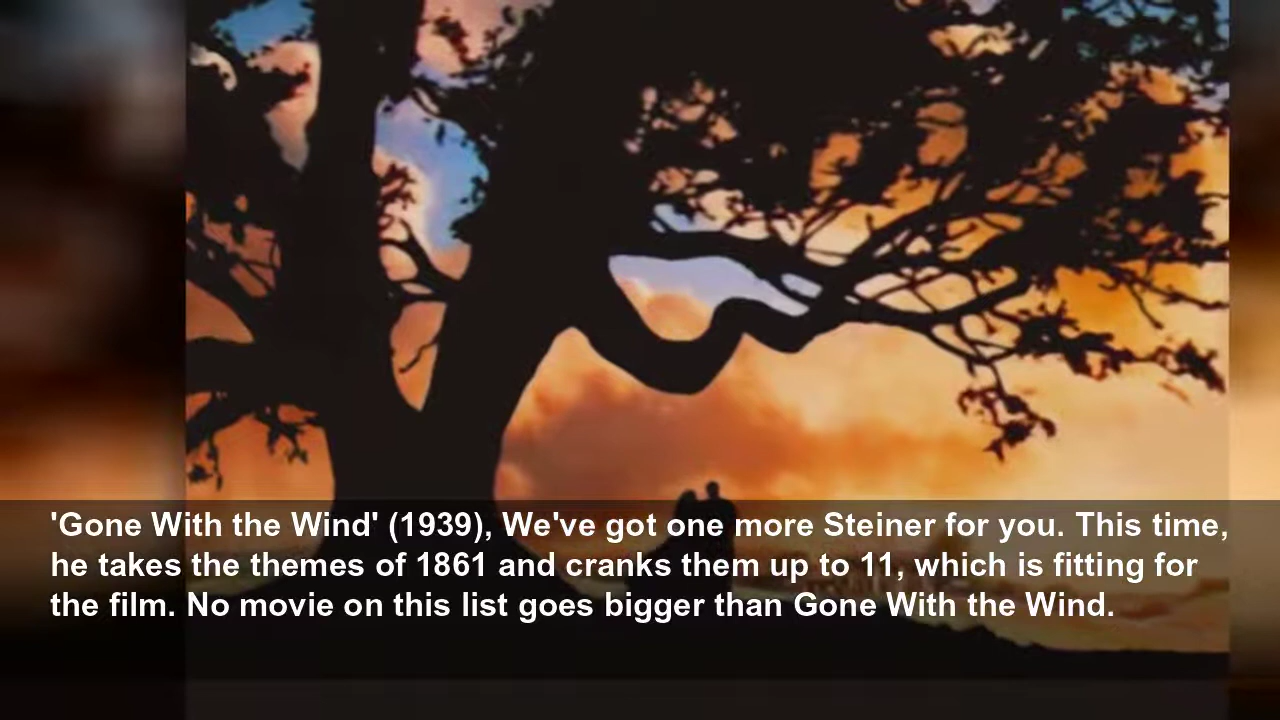 'Gone With the Wind' (1939), We've got one more Steiner for you. This time,
he takes the themes of 1861 and cranks them up to 11, which is fitting for
the film. No movie on this list goes bigger than Gone With the Wind.